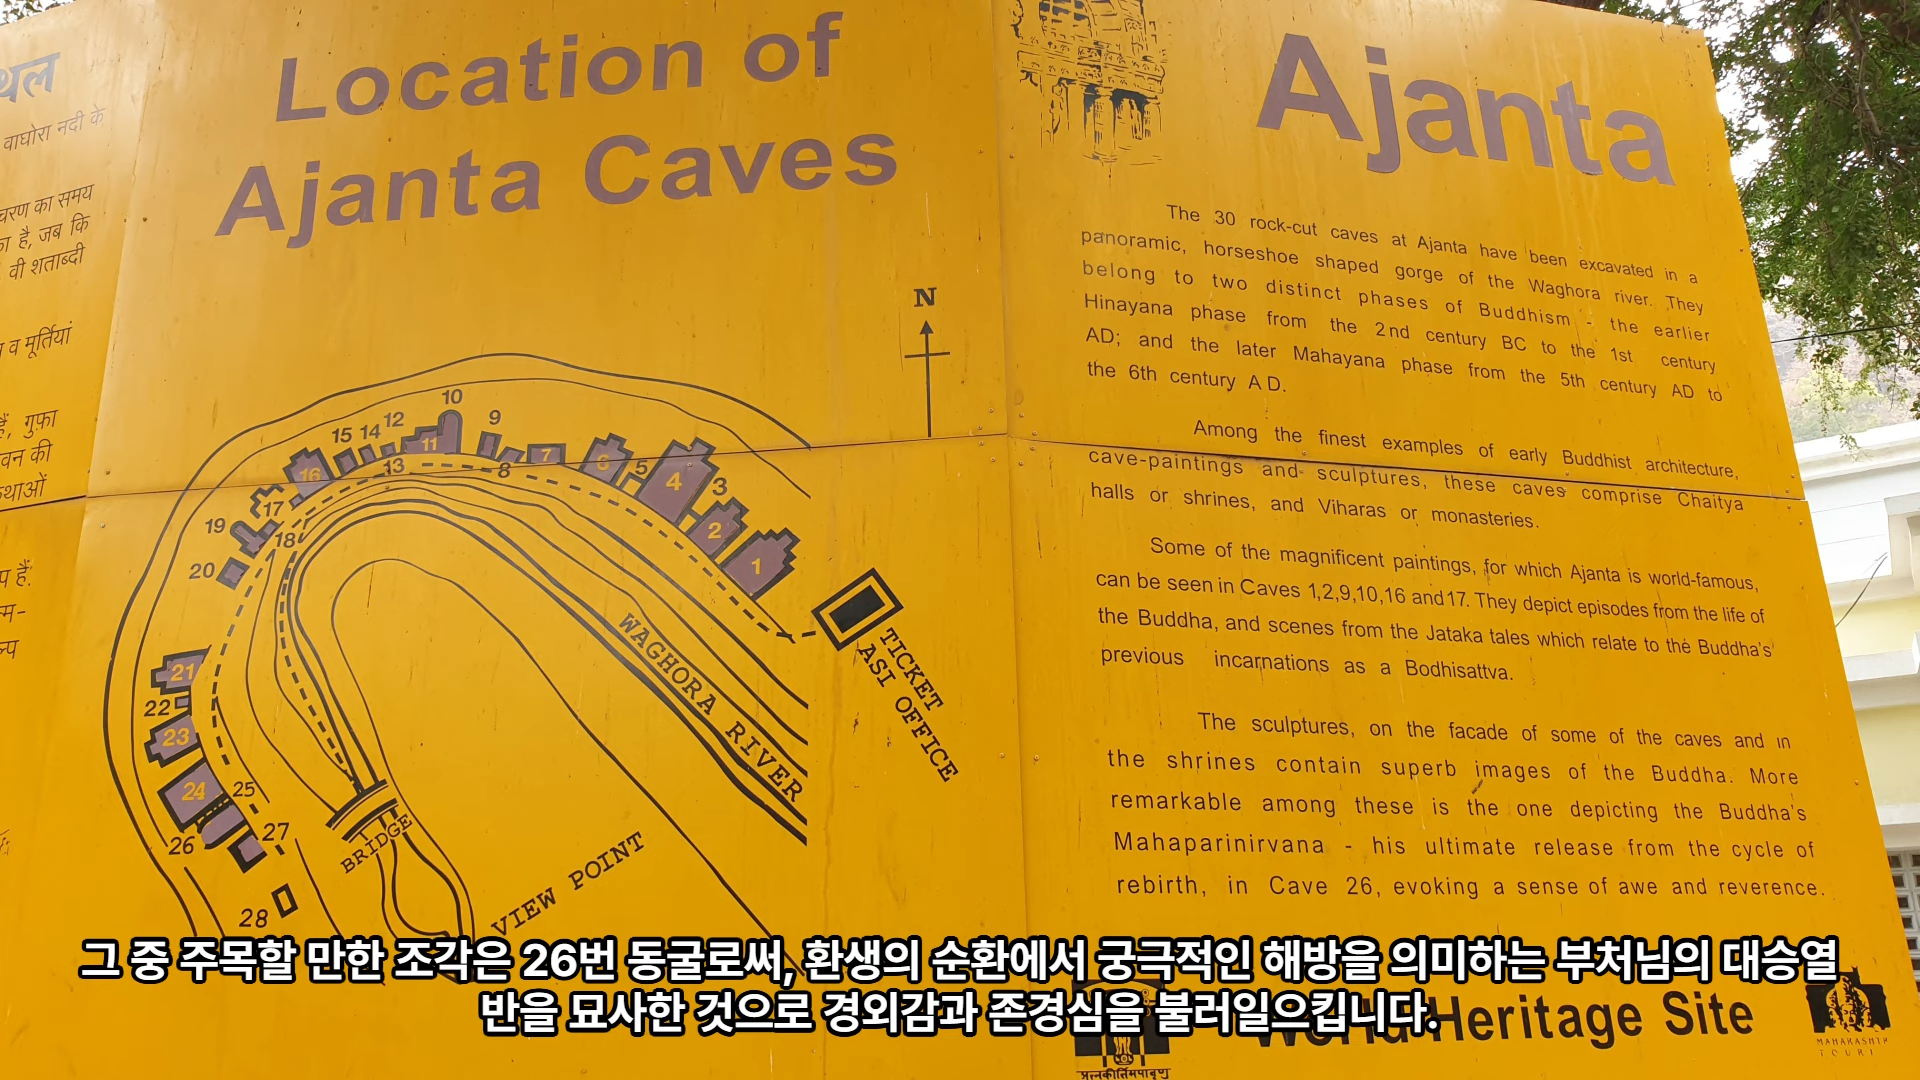 थल
वाघोरा नदी के
चरण का समय
है, जब कि
वी शताब्दी
व मूर्तियां
हैं, गुफ़ा
वन की
थाओं
Location of
Ajanta Caves
N
10
9
12
14
15
11
13
8
7
6
5
4
3
2
1
16
17
18
19
20
21
22
23
24
25
26
27
28
WAGHORA RIVER
TICKET
ASI OFFICE
BRIDGE
VIEW POINT
Ajanta
The 30 rock-cut caves at Ajanta have been excavated in a
panoramic, horseshoe shaped gorge of the Waghora river. They
belong to two distinct phases of Buddhism - the earlier
Hinayana phase from the 2nd century BC to the 1st century
AD; and the later Mahayana phase from the 5th century AD to
the 6th century A D.
Among the finest examples of early Buddhist architecture,
cave-paintings and sculptures, these caves comprise Chaitya
halls or shrines, and Viharas or monasteries.
Some of the magnificent paintings, for which Ajanta is world-famous,
can be seen in Caves 1,2,9,10,16 and 17. They depict episodes from the life of
the Buddha, and scenes from the Jataka tales which relate to the Buddha's
previous incarnations as a Bodhisattva.
The sculptures, on the facade of some of the caves and in
the shrines contain superb images of the Buddha. More
remarkable among these is the one depicting the Buddha's
Mahaparinirvana - his ultimate release from the cycle of
rebirth, in Cave 26, evoking a sense of awe and reverence.
그 중 주목할 만한 조각은 26번 동굴로써, 환생의 순환에서 궁극적인 해방을 의미하는 부처님의 대승열
반을 묘사한 것으로 경외감과 존경심을 불러일으킵니다.
World Heritage Site